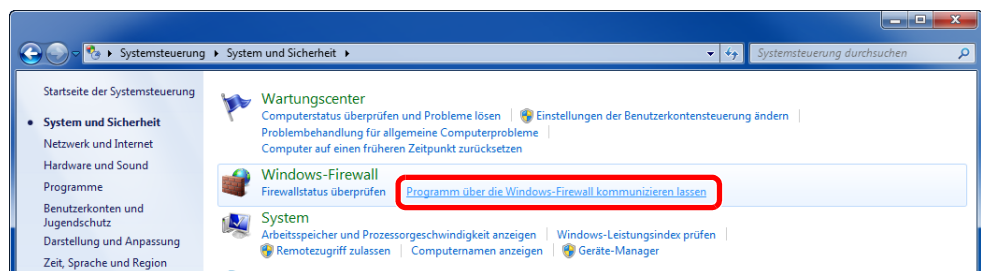 Systemsteuerung ▸ System und Sicherheit ▸
Systemsteuerung durchsuchen
Startseite der Systemsteuerung
System und Sicherheit
Netzwerk und Internet
Hardware und Sound
Programme
Benutzerkonten und
Jugendschutz
Darstellung und Anpassung
Zeit, Sprache und Region
Wartungscenter
Computerstatus überprüfen und Probleme lösen
Einstellungen der Benutzerkontensteuerung ändern
Problembehandlung für allgemeine Computerprobleme
Computer auf einen früheren Zeitpunkt zurücksetzen
Windows-Firewall
Firewallstatus überprüfen
Programm über die Windows-Firewall kommunizieren lassen
System
Arbeitsspeicher und Prozessorgeschwindigkeit anzeigen
Windows-Leistungsindex prüfen
Remotezugriff zulassen
Computernamen anzeigen
Geräte-Manager